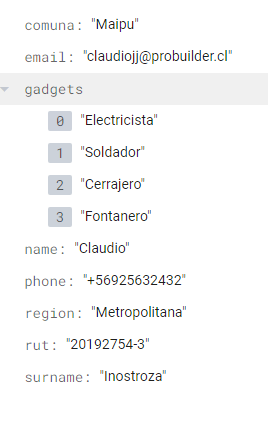 comuna: "Maipu"
email: "claudiojj@probuilder.cl"
gadgets
0 "Electricista"
1 "Soldador"
2 "Cerrajero"
3 "Fontanero"
name: "Claudio"
phone: "+56925632432"
region: "Metropolitana"
rut: "20192754-3"
surname: "Inostroza"